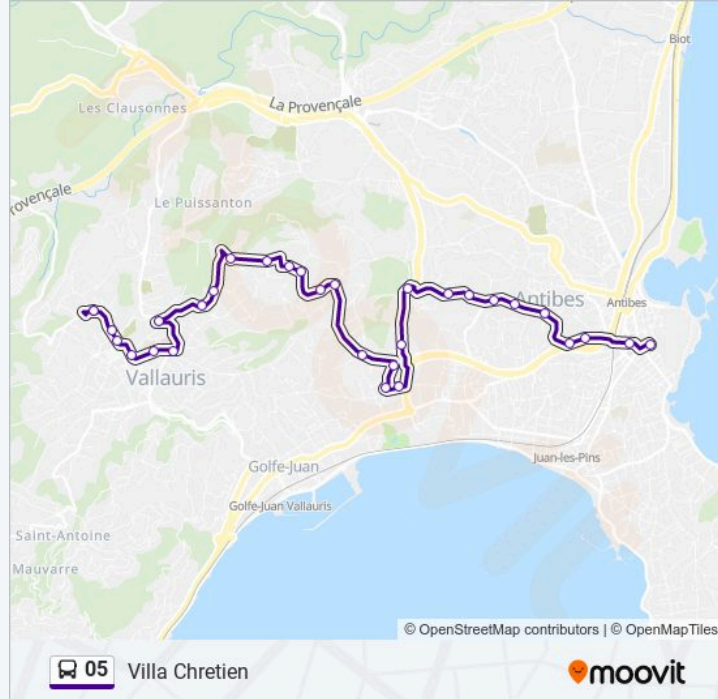 Biot
La Provençale
Les Clausonnes
rovençale
Le Puissanton
Antibes
Antibes
Vallauris
Juan-les-Pins
Golfe-Juan
Golfe-Juan Vallauris
Saint-Antoine
Mauvarre
© OpenStreetMap contributors | © OpenMapTiles
05 Villa Chretien
moovit